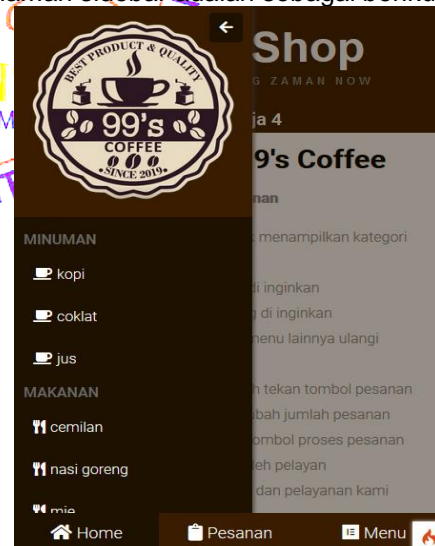 Shop
G ZAMAN NOW
BEST PRODUCT & QUALITY
99's
COFFEE
SINCE 2019
ja 4
9's Coffee
nan
MINUMAN
menampilkan kategori
kopi
di inginkan
di inginkan
coklat
menu lainnya ulangi
jus
MAKANAN
tekan tombol pesanan
bah jumlah pesanan
cemilan
ombol proses pesanan
nasi goreng
leh pelayan
dan pelayanan kami
mie
Home
Pesanan
Menu